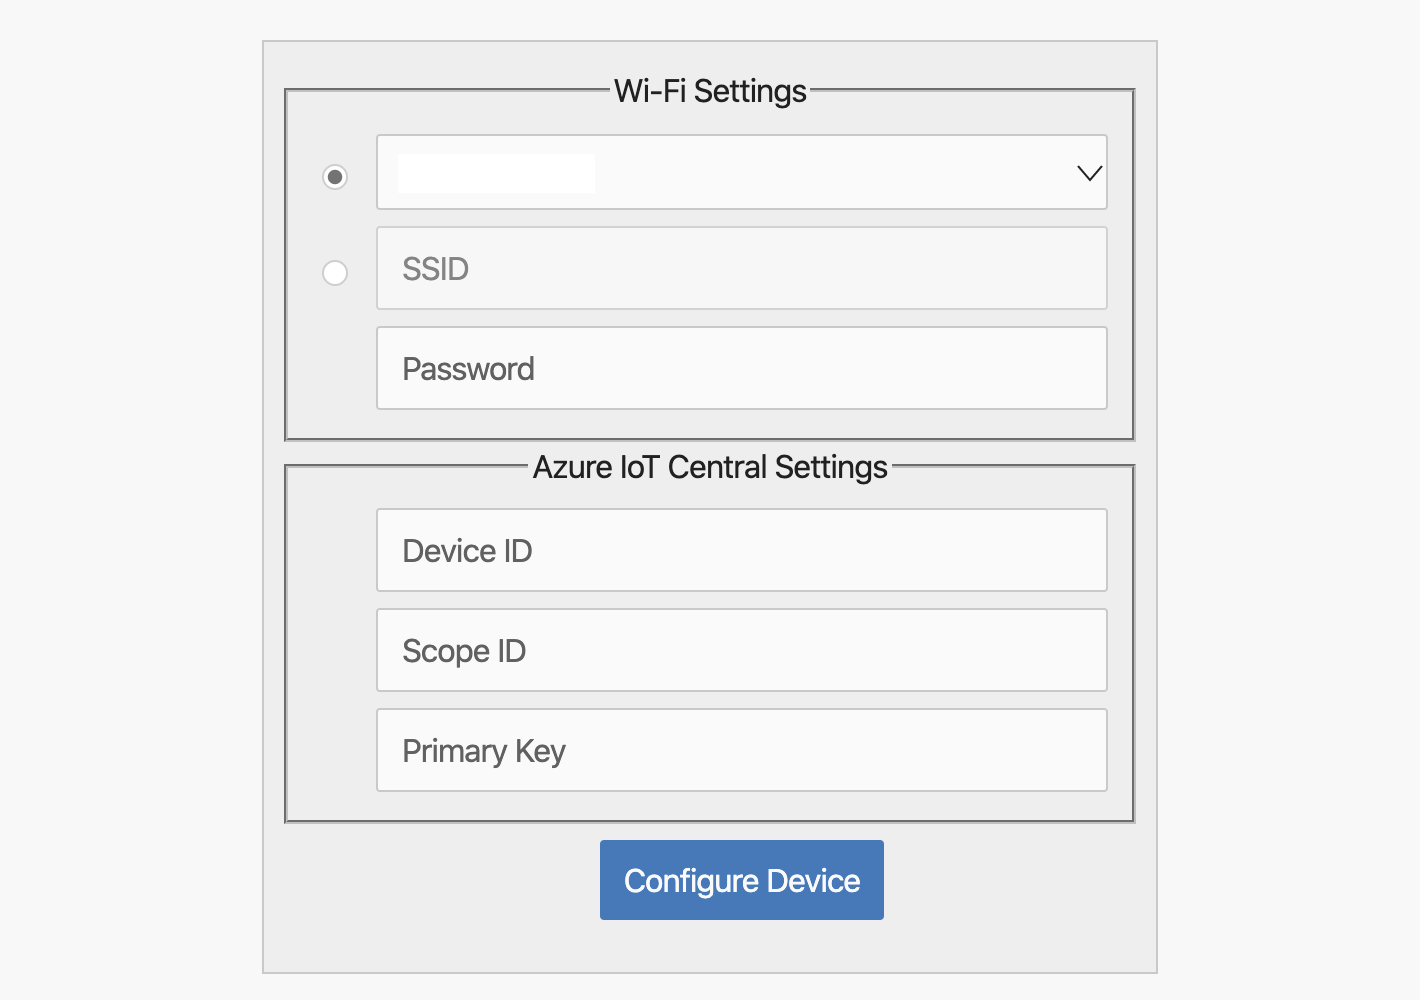 Wi-Fi Settings
SSID
Password
Azure IoT Central Settings
Device ID
Scope ID
Primary Key
Configure Device